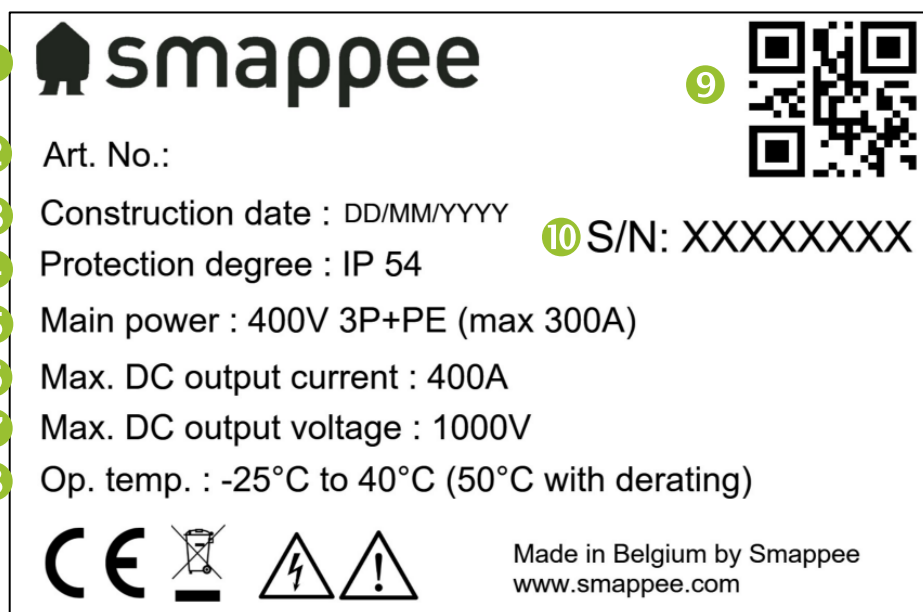 smappee
9
Art. No.:
Construction date : DD/MM/YYYY
10 S/N: XXXXXXXX
Protection degree : IP 54
Main power : 400V 3P+PE (max 300A)
Max. DC output current : 400A
Max. DC output voltage : 1000V
Op. temp. : -25°C to 40°C (50°C with derating)
CE
Made in Belgium by Smappee
www.smappee.com